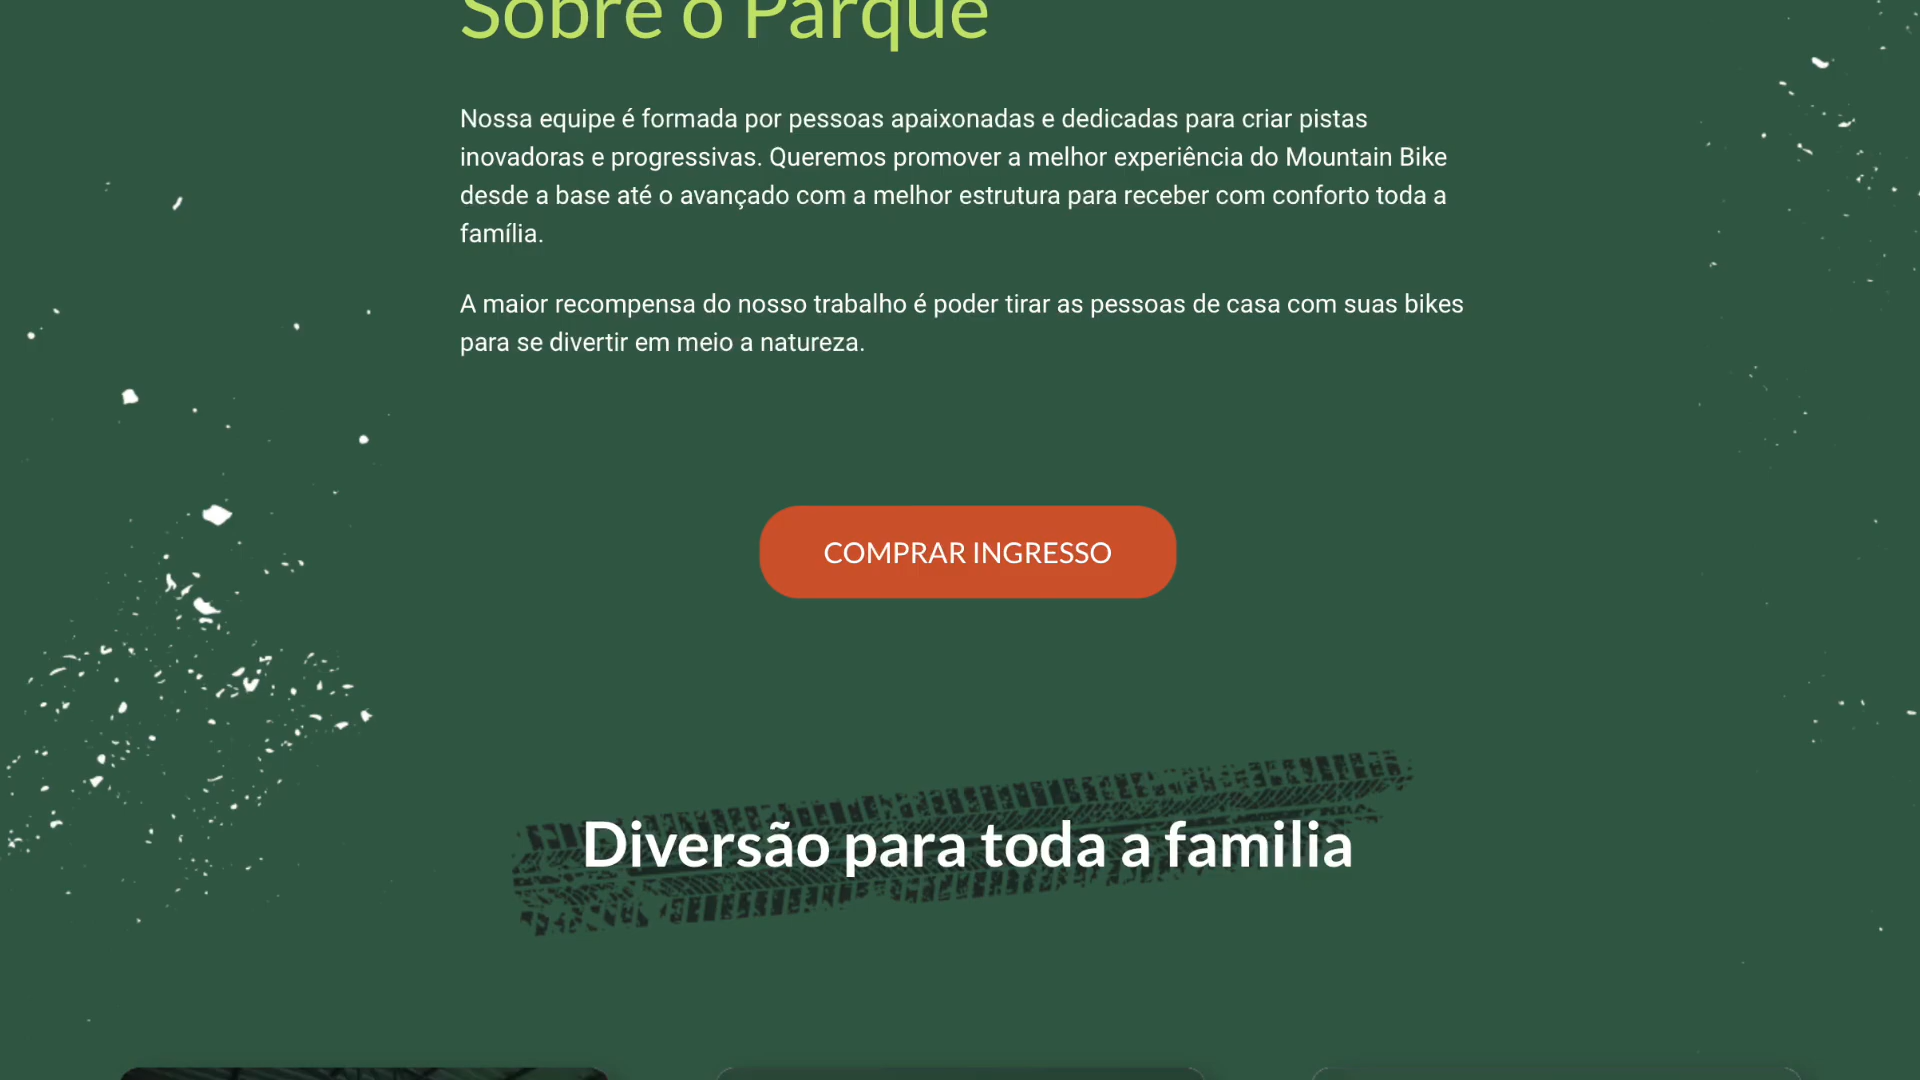 Sobre o Parque
Nossa equipe é formada por pessoas apaixonadas e dedicadas para criar pistas
inovadoras e progressivas. Queremos promover a melhor experiência do Mountain Bike
desde a base até o avançado com a melhor estrutura para receber com conforto toda a
família.
A maior recompensa do nosso trabalho é poder tirar as pessoas de casa com suas bikes
para se divertir em meio a natureza.
COMPRAR INGRESSO
Diversão para toda a familia